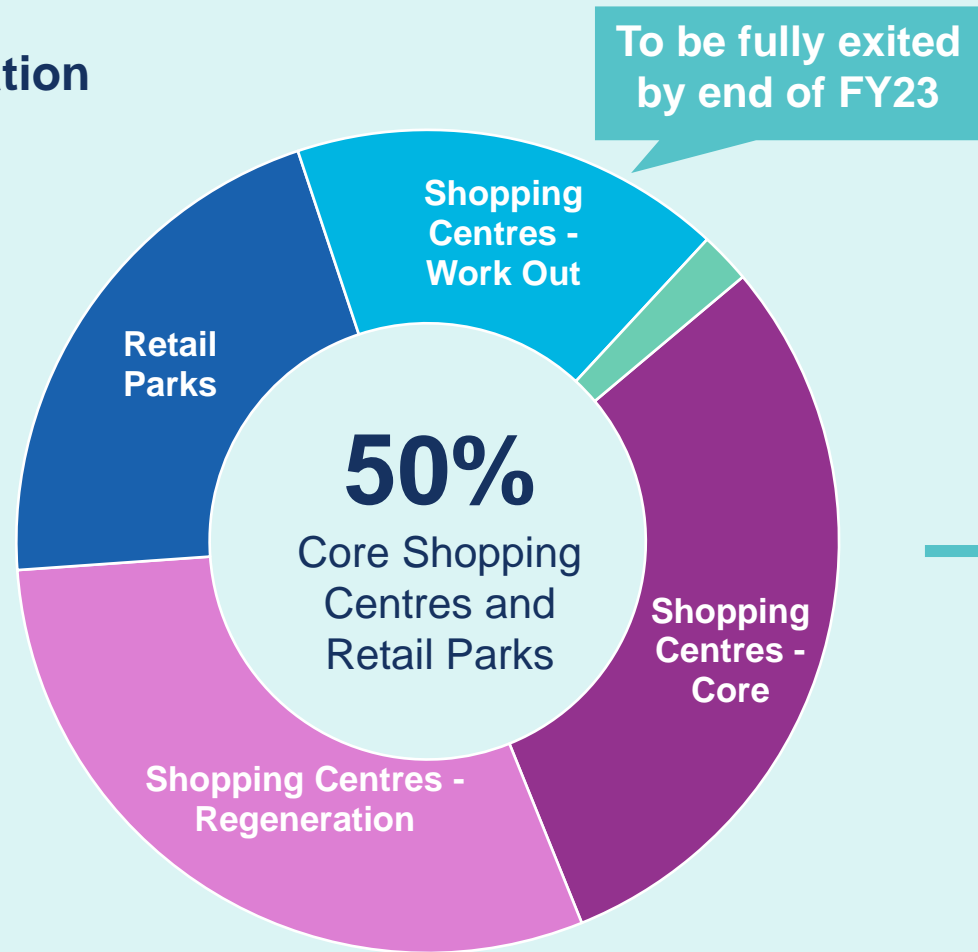 To be fully exited
by end of FY23
Shopping
Centres -
Work Out
Retail
Parks
50%
Core Shopping
Centres and
Retail Parks
Shopping
Centres -
Core
Shopping Centres -
Regeneration